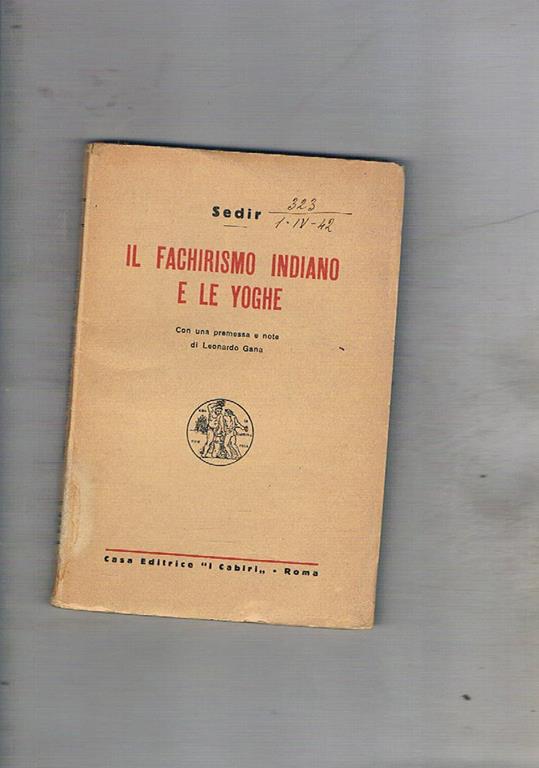 Sedir 323
1-IV-42
IL FACHIRISMO INDIANO
E LE YOGHE
Con una premessa e note
di Leonardo Gana
Casa Editrice "I Cabiri„ - Roma